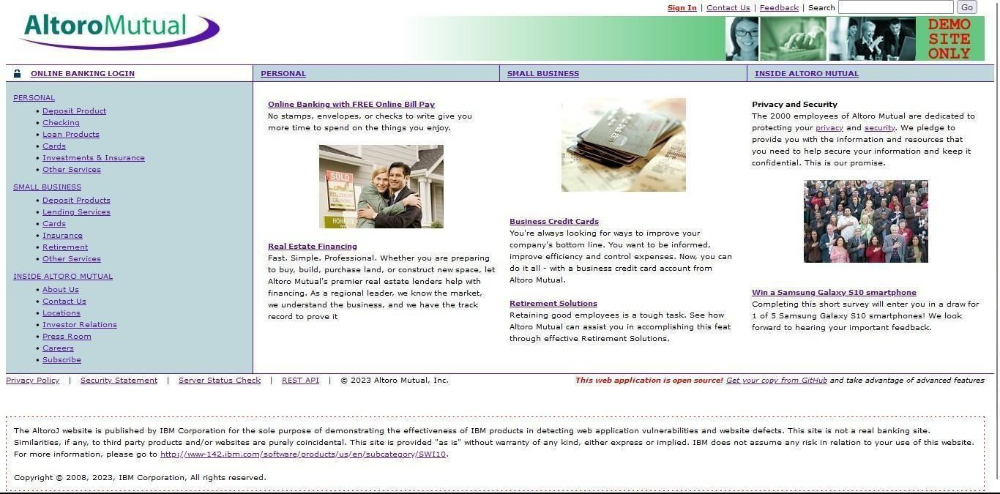 Sign In | Contact Us | Feedback | Search Go
AltoroMutual
DEMO
SITE
ONLY
ONLINE BANKING LOGIN
PERSONAL
SMALL BUSINESS
INSIDE ALTORO MUTUAL
PERSONAL
• Deposit Product
• Checking
• Loan Products
• Cards
• Investments & Insurance
• Other Services
SMALL BUSINESS
• Deposit Products
• Lending Services
• Cards
• Insurance
• Retirement
• Other Services
INSIDE ALTORO MUTUAL
• About Us
• Contact Us
• Locations
• Investor Relations
• Press Room
• Careers
• Subscribe
Online Banking with FREE Online Bill Pay
No stamps, envelopes, or checks to write give you
more time to spend on the things you enjoy.
SOLD
Real Estate Financing
Fast. Simple. Professional. Whether you are preparing
to buy, build, purchase land, or construct new space, let
Altoro Mutual's premier real estate lenders help with
financing. As a regional leader, we know the market,
we understand the business, and we have the track
record to prove it
Business Credit Cards
You're always looking for ways to improve your
company's bottom line. You want to be informed,
improve efficiency and control expenses. Now, you can
do it all - with a business credit card account from
Altoro Mutual.
Retirement Solutions
Retaining good employees is a tough task. See how
Altoro Mutual can assist you in accomplishing this feat
through effective Retirement Solutions.
Privacy and Security
The 2000 employees of Altoro Mutual are dedicated to
protecting your privacy and security. We pledge to
provide you with the information and resources that
you need to help secure your information and keep it
confidential. This is our promise.
Win a Samsung Galaxy S10 smartphone
Completing this short survey will enter you in a draw for
1 of 5 Samsung Galaxy S10 smartphones! We look
forward to hearing your important feedback.
Privacy Policy | Security Statement | Server Status Check | REST API | © 2023 Altoro Mutual, Inc.
This web application is open source! Get your copy from GitHub and take advantage of advanced features
The AltoroJ website is published by IBM Corporation for the sole purpose of demonstrating the effectiveness of IBM products in detecting web application vulnerabilities and website defects. This site is not a real banking site.
Similarities, if any, to third party products and/or websites are purely coincidental. This site is provided "as is" without warranty of any kind, either express or implied. IBM does not assume any risk in relation to your use of this website.
For more information, please go to http://www-142.ibm.com/software/products/us/en/subcategory/SWI10.
Copyright © 2008, 2023, IBM Corporation, All rights reserved.